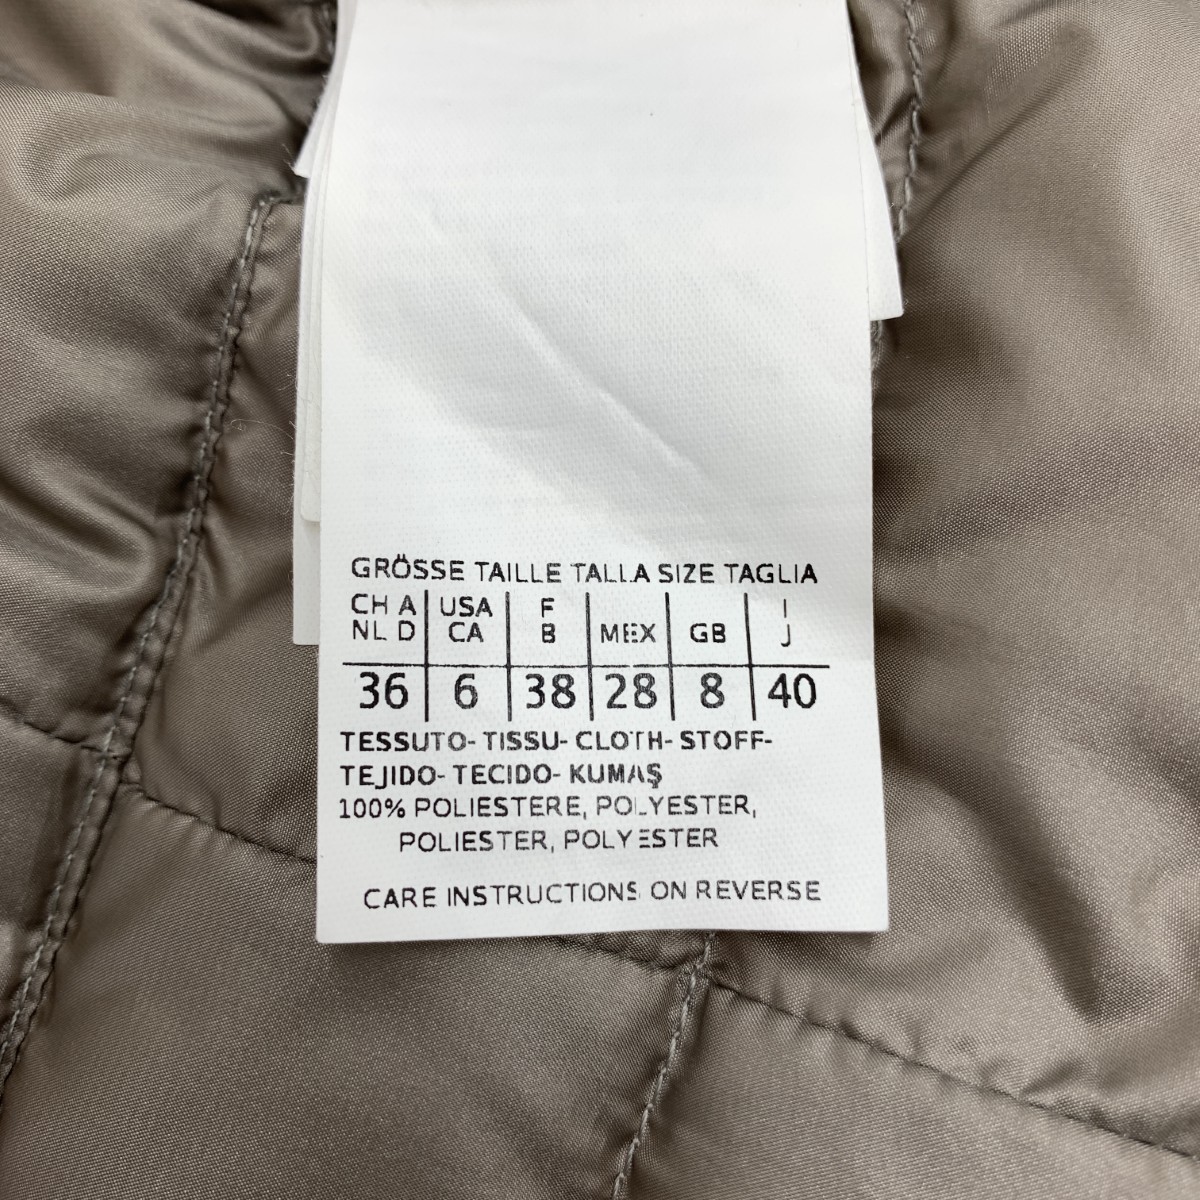 GRÖSSE TAILLE TALLA SIZE TAGLIA
CH A USA F I
NL D CA B MEX GB J
36 6 38 28 8 40
TESSUTO- TISSU- CLOTH- STOFF-
TEJIDO- TECIDO- KUMAŞ
100% POLIESTERE, POLYESTER,
POLIESTER, POLYESTER
CARE INSTRUCTIONS ON REVERSE